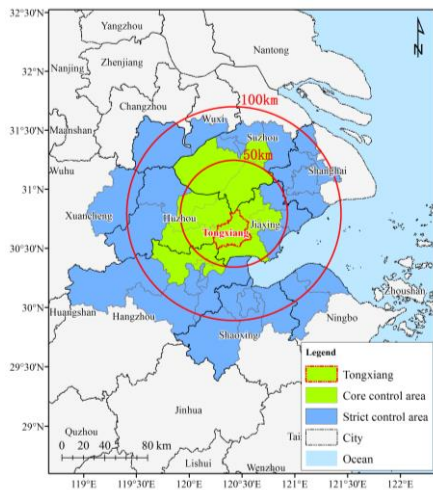 32°30'N
32°N
31°30'N
31°N
30°30'N
30°N
29°30'N
29°N
Yangzhou
Nantong
Zhenjiang
Nanjing
Changzhou
100km
Wuxi
Maanshan
Suzhou
50km
Wuhu
Shanghai
Xuancheng
Huzhou
Jiaxing
Tongxiang
Zhoushan
Huangshan
Hangzhou
Ningbo
Shaoxing
Legend
Tongxiang
Core control area
Strict control area
City
Ocean
Jinhua
Tai
Quzhou
0 20 40 80 km
Lishui
Wenzhou
119°E 119°30'E 120°E 120°30'E 121°E 121°30'E 122°E
N